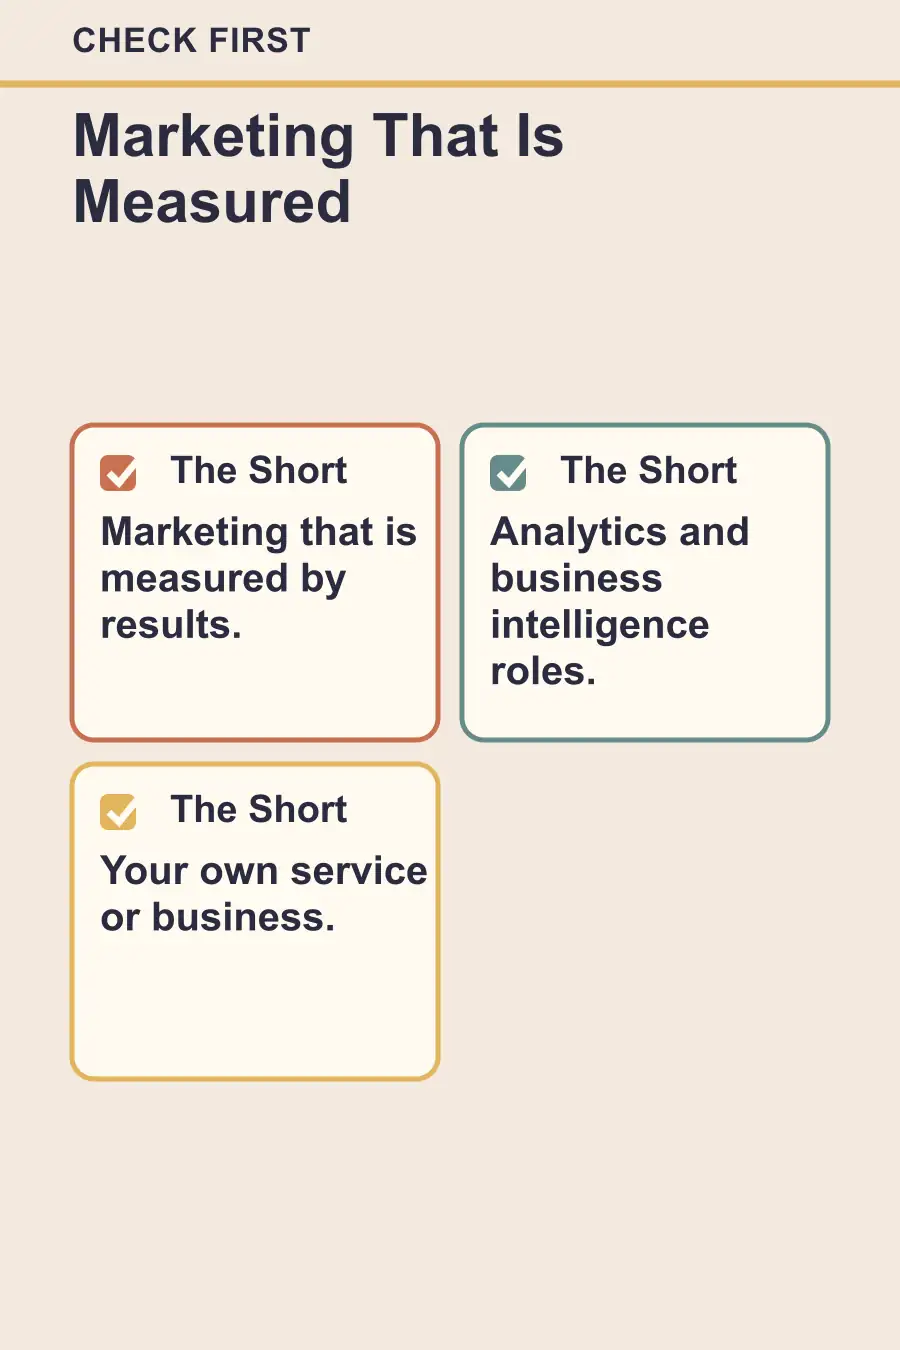 CHECK FIRST
Marketing That Is
Measured
The Short
Marketing that is
measured by
results.
The Short
Analytics and
business
intelligence
roles.
The Short
Your own service
or business.